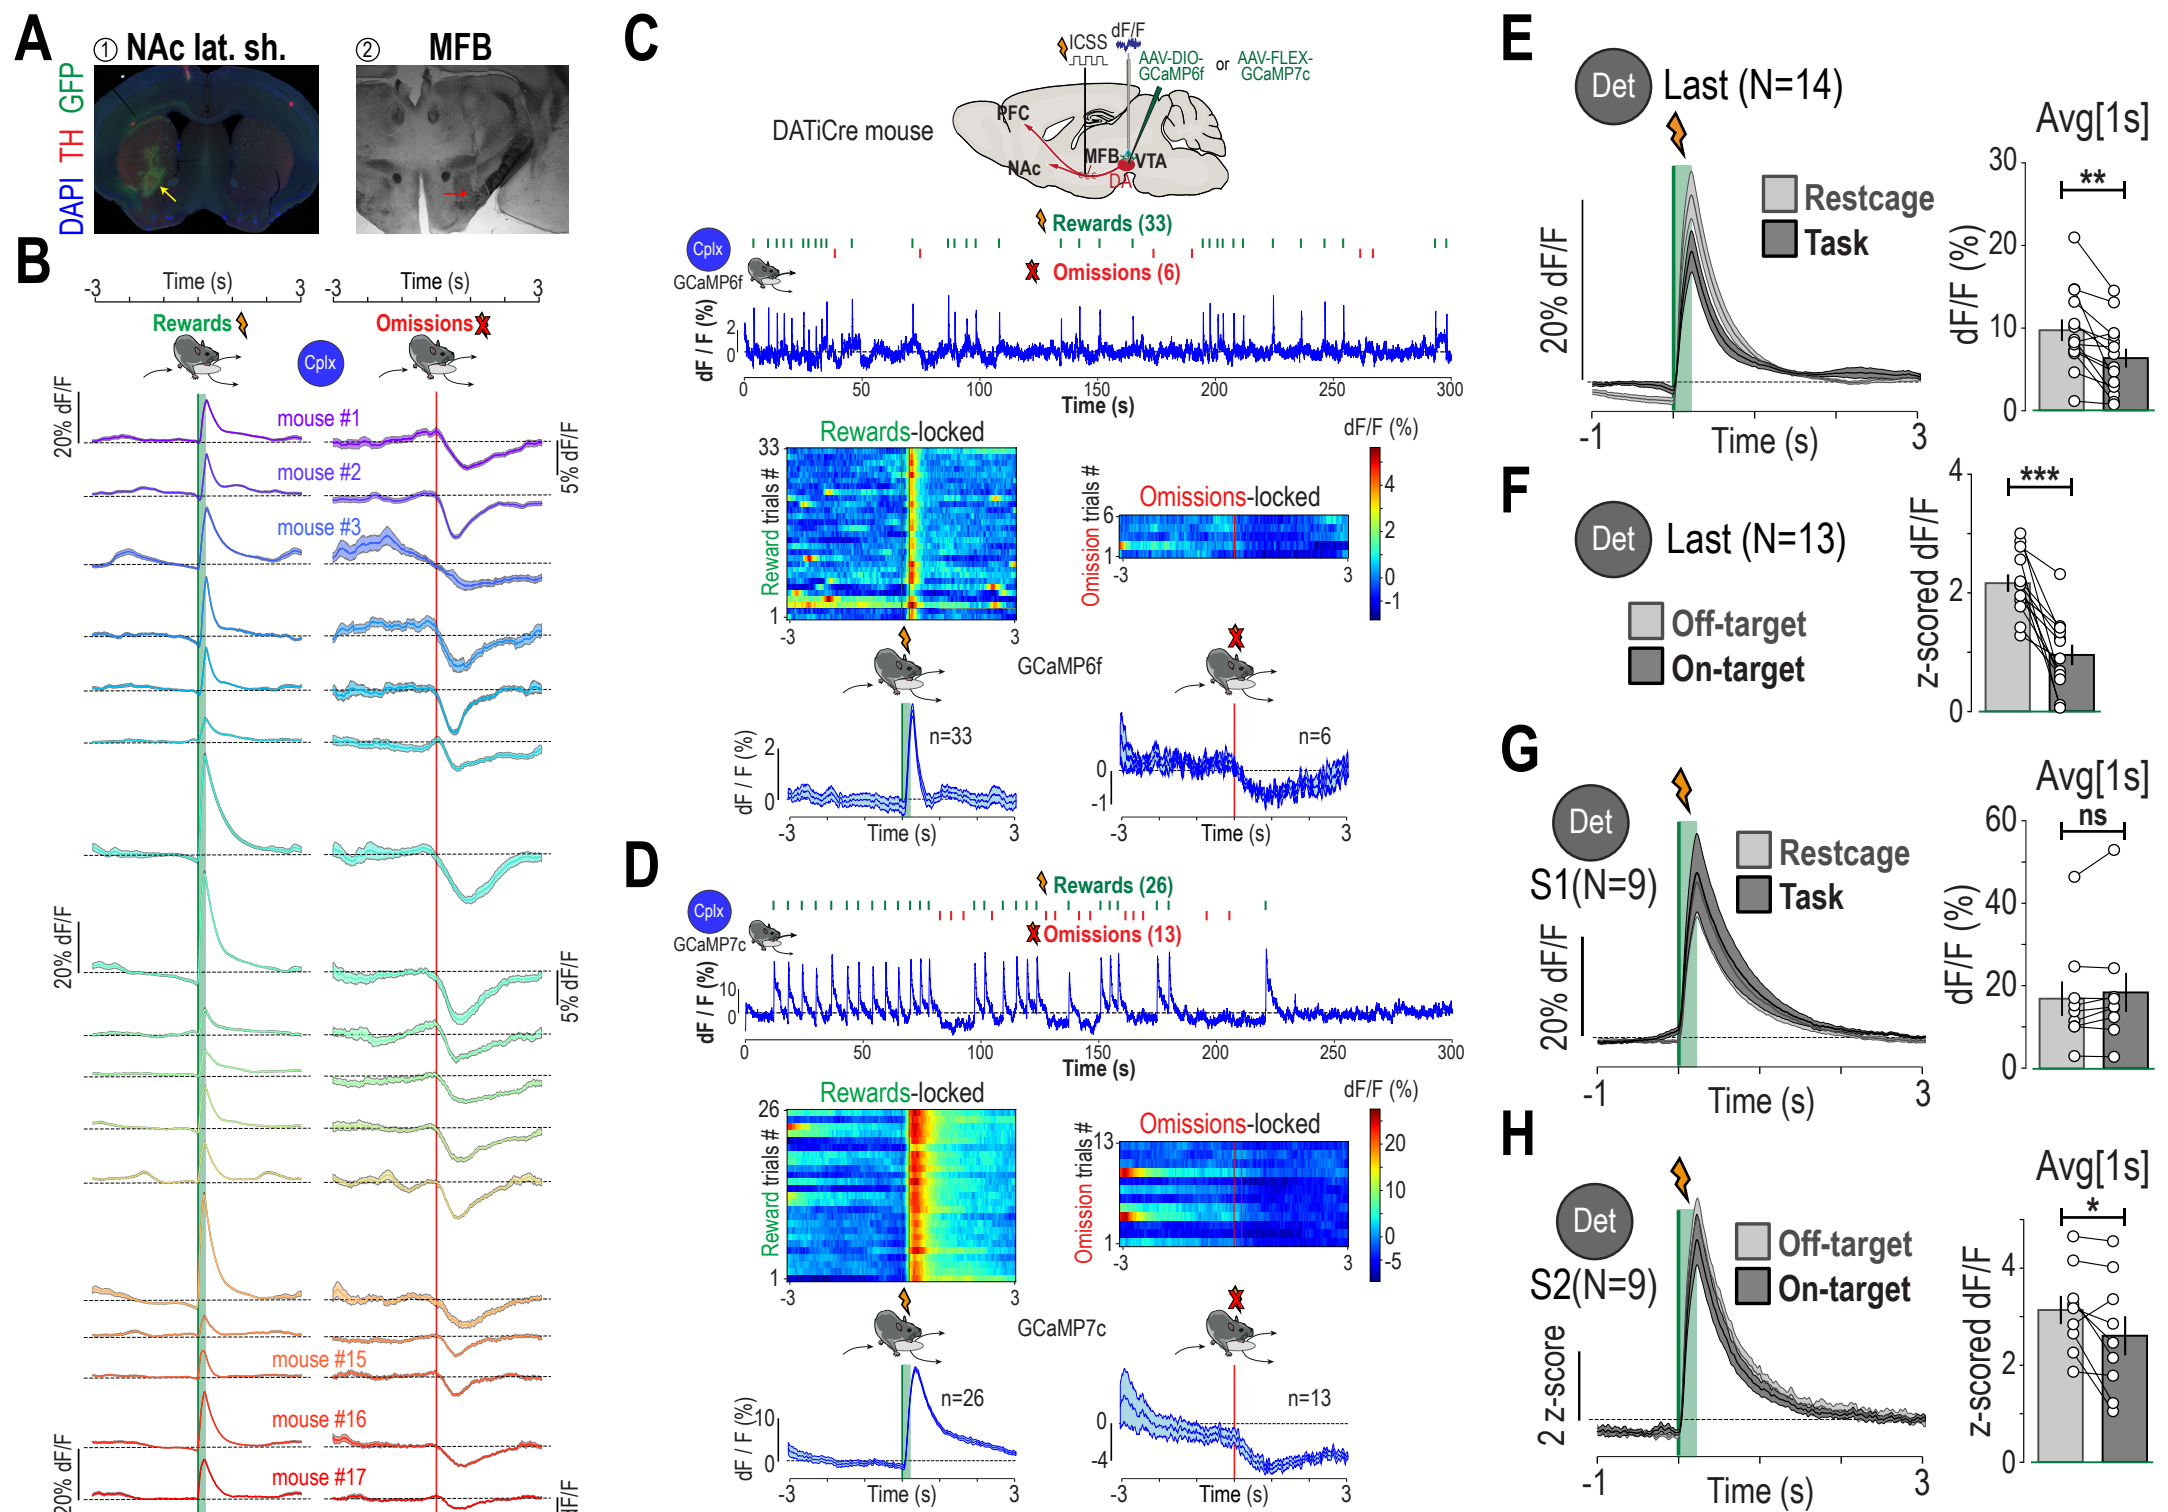 A
① NAc lat. sh.
② MFB
DAPI TH GFP
B
Time (s)
-3
3
Time (s)
-3
3
Rewards
Omissions
Cplx
20% dF/F
5% dF/F
mouse #1
mouse #2
mouse #3
20% dF/F
5% dF/F
mouse #15
mouse #16
mouse #17
20% dF/F
dF/F
C
ICSS
dF/F
AAV-DIO-
GCaMP6f
or
AAV-FLEX-
GCaMP7c
DATiCre mouse
PFC
NAc
MFB
VTA
DA
Rewards (33)
Cplx
GCaMP6f
Omissions (6)
dF / F (%)
2
0
0
50
100
150
200
250
300
Time (s)
Rewards-locked
33
1
Reward trials #
-3
3
Omissions-locked
6
1
Omission trials #
-3
3
dF/F (%)
4
2
0
-1
GCaMP6f
n=33
dF / F (%)
2
0
-3
Time (s)
3
n=6
0
-1
-3
Time (s)
3
D
Rewards (26)
Cplx
GCaMP7c
Omissions (13)
dF / F (%)
10
0
0
50
100
150
200
250
300
Time (s)
Rewards-locked
26
1
Reward trials #
-3
3
Omissions-locked
13
1
Omission trials #
-3
3
dF/F (%)
20
10
0
-5
GCaMP7c
n=26
dF / F (%)
10
0
-3
Time (s)
3
n=13
0
-4
-3
Time (s)
3
E
Det
Last (N=14)
20% dF/F
Restcage
Task
-1
Time (s)
3
Avg[1s]
**
dF/F (%)
30
20
10
0
F
Det
Last (N=13)
Off-target
On-target
***
z-scored dF/F
4
2
0
G
Det
S1(N=9)
20% dF/F
Restcage
Task
-1
Time (s)
3
Avg[1s]
ns
dF/F (%)
60
40
20
0
H
Det
S2(N=9)
2 z-score
Off-target
On-target
-1
Time (s)
3
Avg[1s]
*
z-scored dF/F
4
2
0